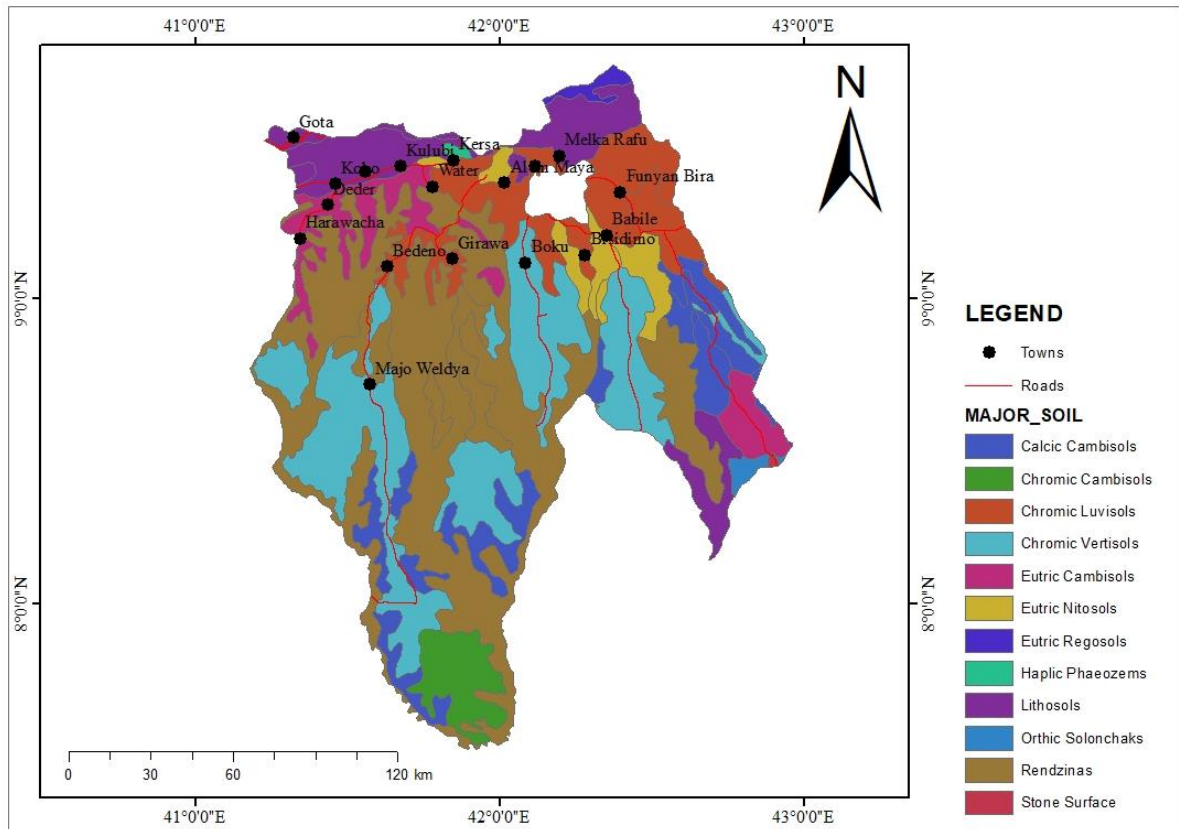 41°0'0"E 42°0'0"E 43°0'0"E
N
Gota
Melka Rafu
Kersa
Kulubi
Kobo
Water
Alem Maya
Funyan Bira
Deder
Harawacha
Babile
Bedeno
Girawa
Boku
Bisidimo
9°0'0"N 9°0'0"N
Majo Weldya
8°0'0"N 8°0'0"N
0 30 60 120 km
41°0'0"E 42°0'0"E 43°0'0"E
LEGEND
Towns
Roads
MAJOR_SOIL
Calcic Cambisols
Chromic Cambisols
Chromic Luvisols
Chromic Vertisols
Eutric Cambisols
Eutric Nitosols
Eutric Regosols
Haplic Phaeozems
Lithosols
Orthic Solonchaks
Rendzinas
Stone Surface